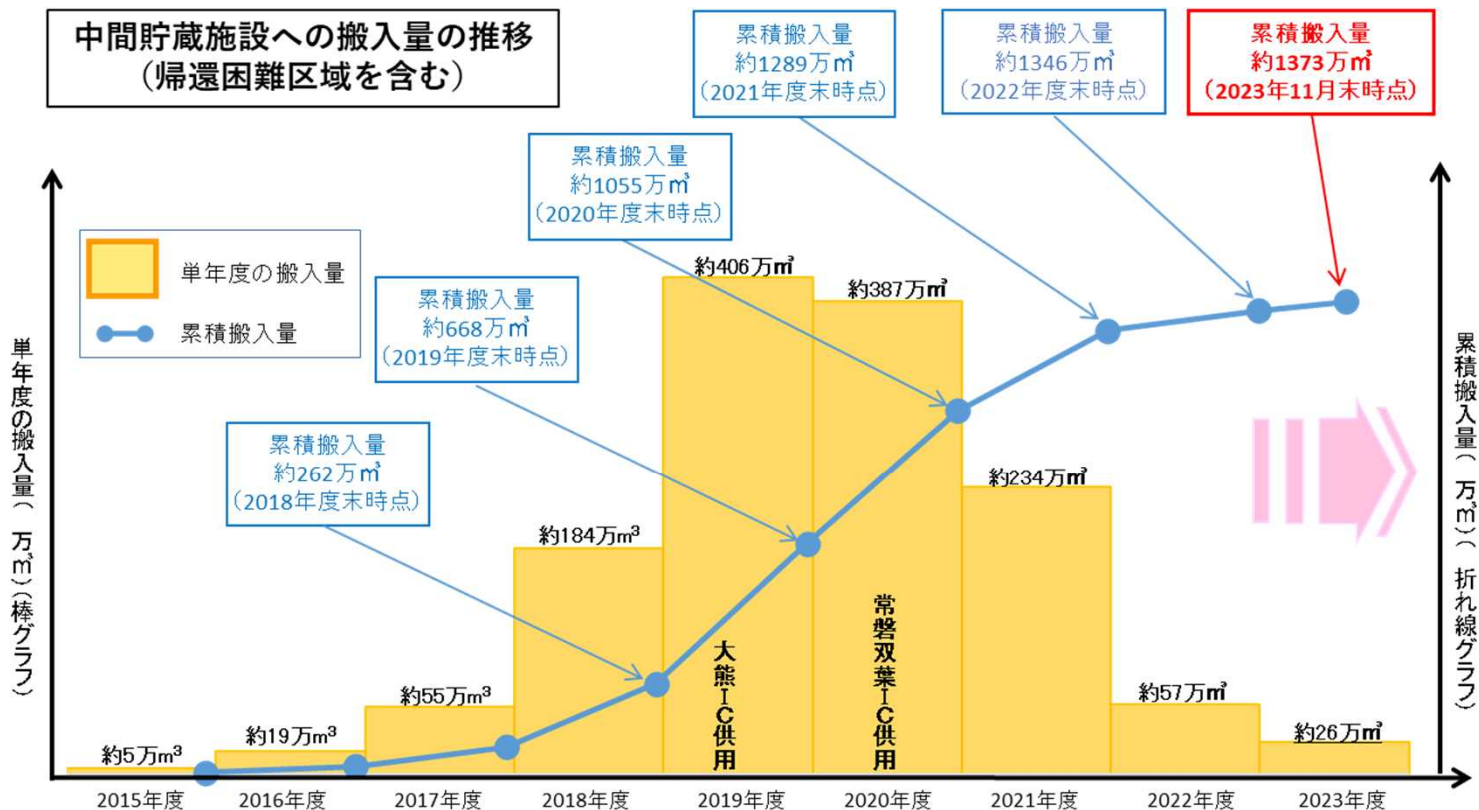 中間貯蔵施設への搬入量の推移
（帰還困難区域を含む）
累積搬入量
約1289万㎥
（2021年度末時点）
累積搬入量
約1346万㎥
（2022年度末時点）
累積搬入量
約1373万㎥
（2023年11月末時点）
累積搬入量
約1055万㎥
（2020年度末時点）
単年度の搬入量
累積搬入量
累積搬入量
約668万㎥
（2019年度末時点）
累積搬入量
約262万㎥
（2018年度末時点）
単年度の搬入量（　万㎥）（棒グラフ）
累積搬入量（　万㎥）（　折れ線グラフ）
約5万m³
約19万m³
約55万m³
約184万m³
約406万㎥
約387万㎥
約234万㎥
約57万㎥
約26万㎥
大熊IC供用
常磐双葉IC供用
2015年度
2016年度
2017年度
2018年度
2019年度
2020年度
2021年度
2022年度
2023年度